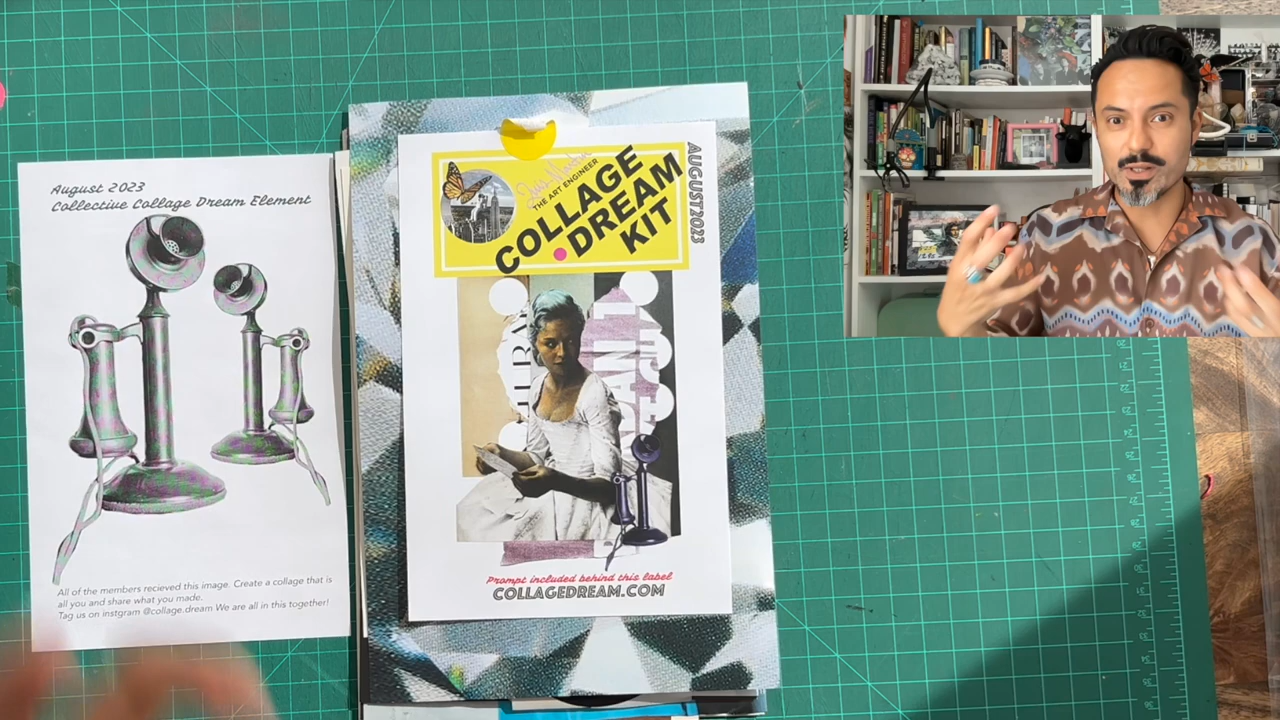 August 2023
Collective Collage Dream Element
All of the members recieved this image. Create a collage that is
all you and share what you made.
Tag us on instgram @collage.dream We are all in this together!
THE ART ENGINEER
COLLAGE
DREAM
KIT
AUGUST2023
Prompt included behind this label
COLLAGEDREAM.COM